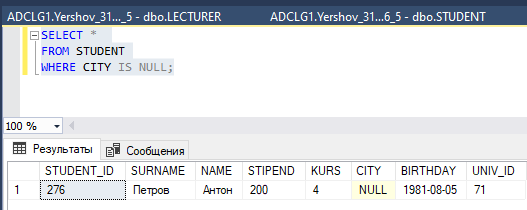 ADCLG1.Yershov_31..._5 - dbo.LECTURER ADCLG1.Yershov_31...6_5 - dbo.STUDENT
SELECT *
FROM STUDENT
WHERE CITY IS NULL;
100 %
Результаты Сообщения
STUDENT_ID SURNAME NAME STIPEND KURS CITY BIRTHDAY UNIV_ID
1 276 Петров Антон 200 4 NULL 1981-08-05 71